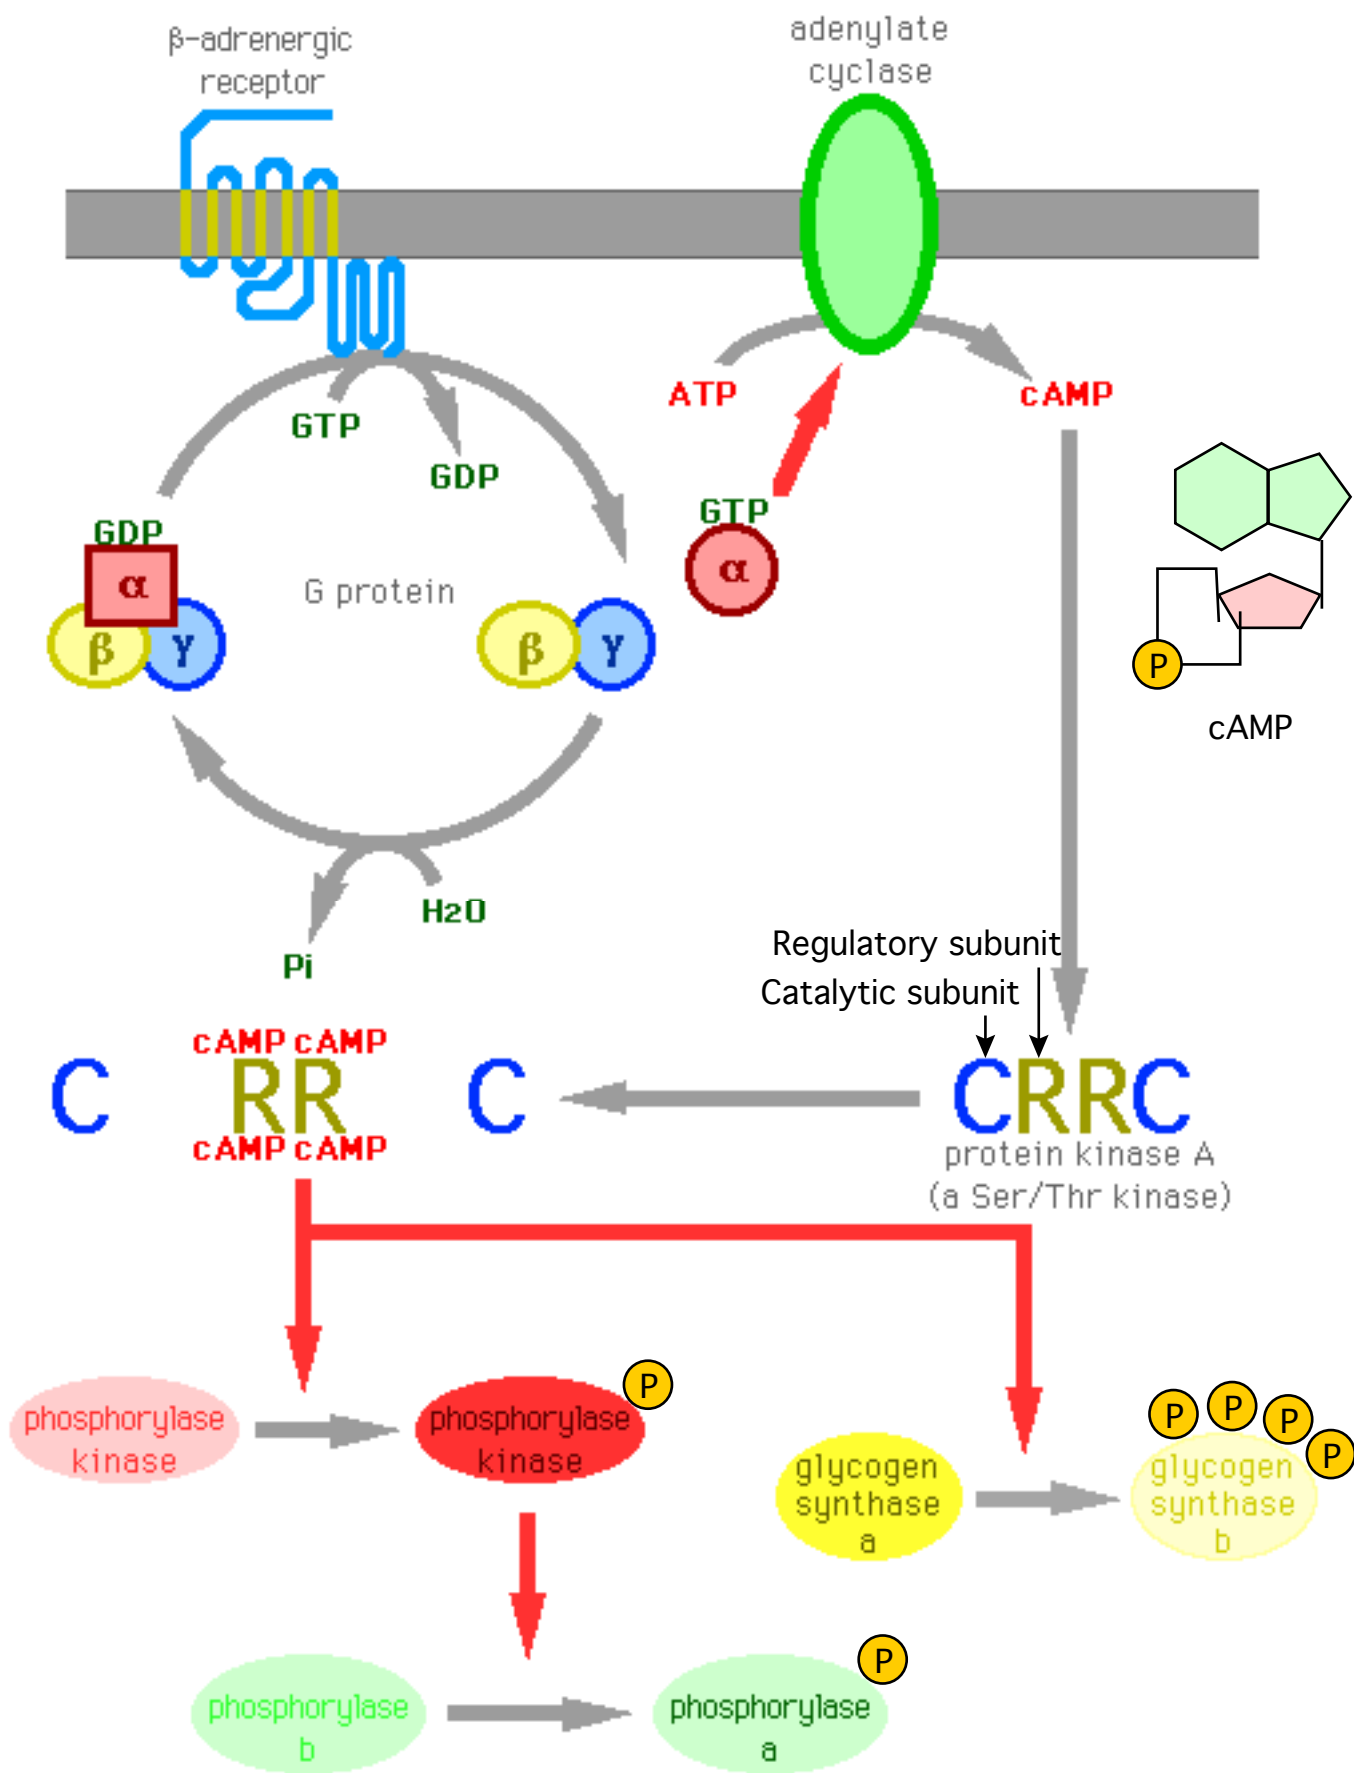 β-adrenergic
receptor
adenylate
cyclase
GTP
GDP
ATP
cAMP
GDP
α
β
γ
G protein
β
γ
GTP
α
P
cAMP
H2O
Pi
Regulatory subunit
Catalytic subunit
cAMP cAMP
C
RR
C
cAMP cAMP
CRRC
protein kinase A
(a Ser/Thr kinase)
phosphorylase
kinase
phosphorylase
kinase
P
glycogen
synthase
a
P
P
P
P
glycogen
synthase
b
phosphorylase
b
phosphorylase
a
P